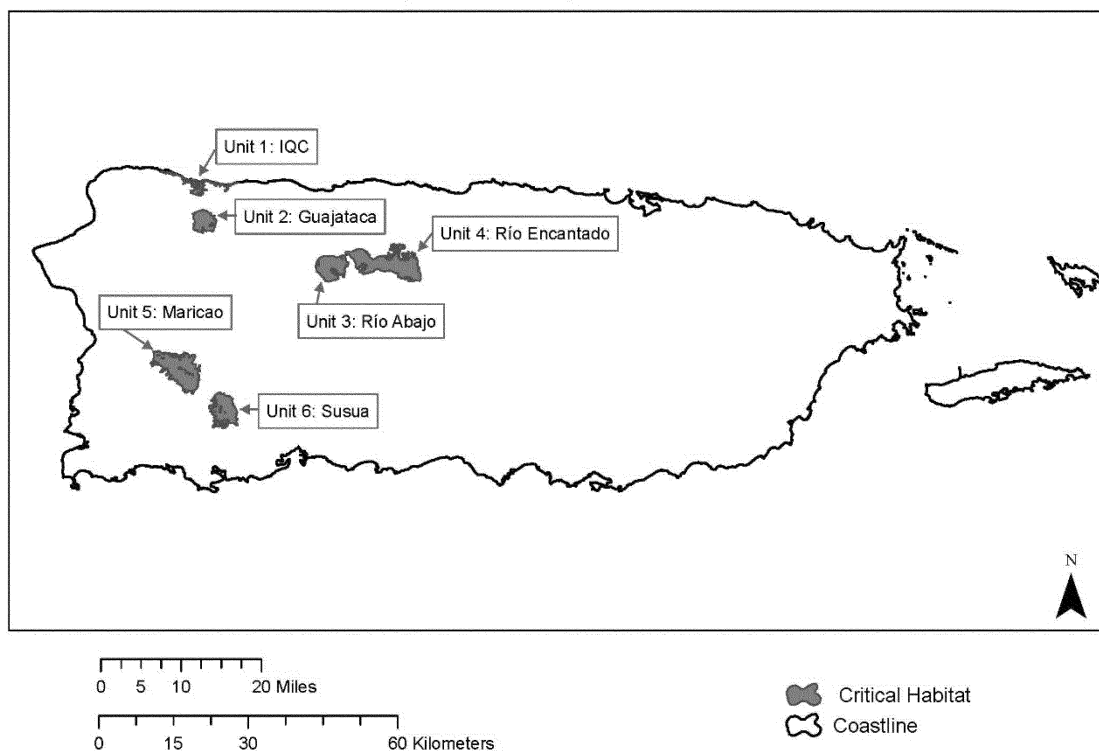 Unit 1: IQC
Unit 2: Guajataca
Unit 4: Río Encantado
Unit 3: Río Abajo
Unit 5: Maricao
Unit 6: Susua
N
0 5 10 20 Miles
0 15 30 60 Kilometers
Critical Habitat
Coastline